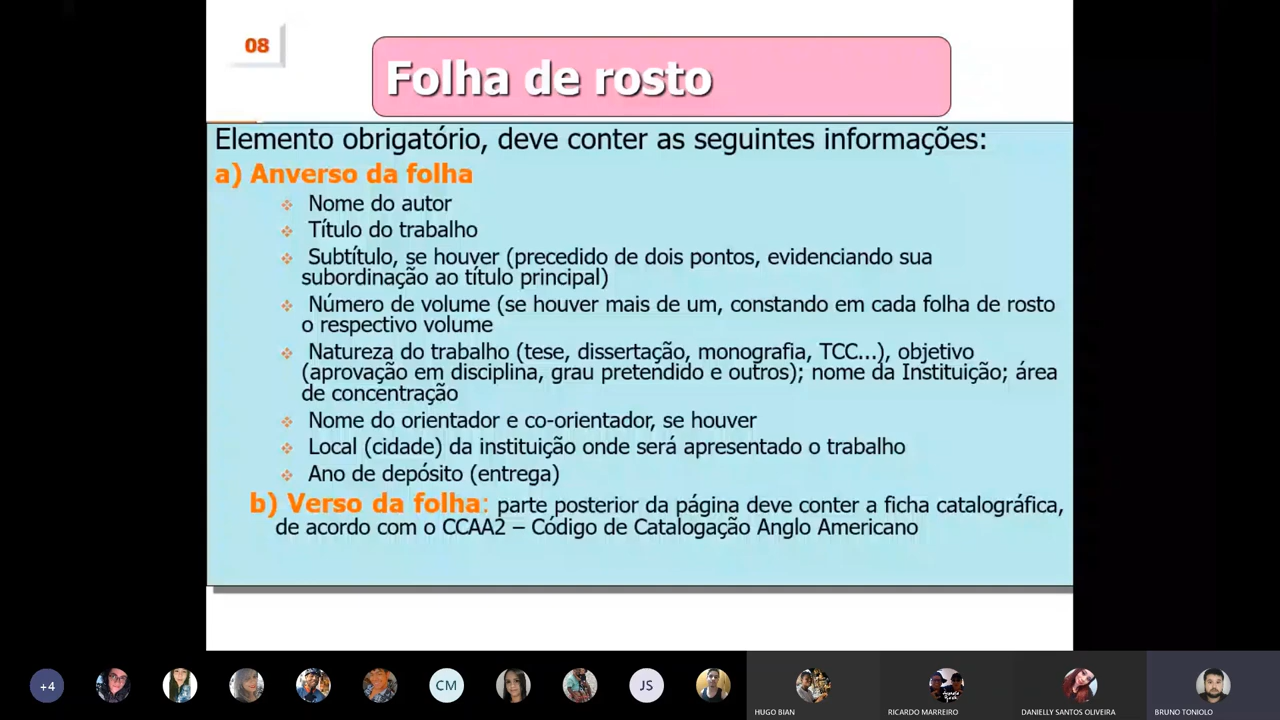 08
Folha de rosto
Elemento obrigatório, deve conter as seguintes informações:
a) Anverso da folha
Nome do autor
Título do trabalho
Subtítulo, se houver (precedido de dois pontos, evidenciando sua
subordinação ao título principal)
Número de volume (se houver mais de um, constando em cada folha de rosto
o respectivo volume
Natureza do trabalho (tese, dissertação, monografia, TCC...), objetivo
(aprovação em disciplina, grau pretendido e outros); nome da Instituição; área
de concentração
Nome do orientador e co-orientador, se houver
Local (cidade) da instituição onde será apresentado o trabalho
Ano de depósito (entrega)
b) Verso da folha: parte posterior da página deve conter a ficha catalográfica,
de acordo com o CCAA2 – Código de Catalogação Anglo Americano
+4
CM
JS
HUGO BIAN
RICARDO MARREIRO
DANIELLY SANTOS OLIVEIRA
BRUNO TONIOLO